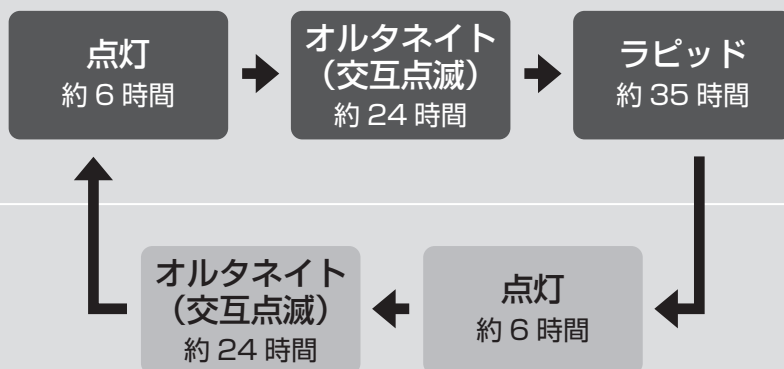 点灯
約 6 時間
オルタネイト
（交互点滅）
約 24 時間
ラピッド
約 35 時間
オルタネイト
（交互点滅）
約 24 時間
点灯
約 6 時間